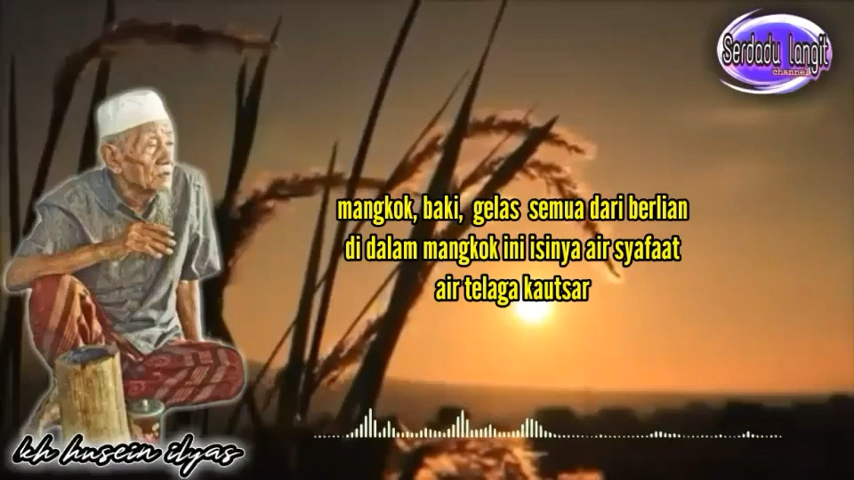 Serdadu langit
channel
mangkok, baki, gelas semua dari berlian
di dalam mangkok ini isinya air syafaat
air telaga kautsar
kh husein ilyas